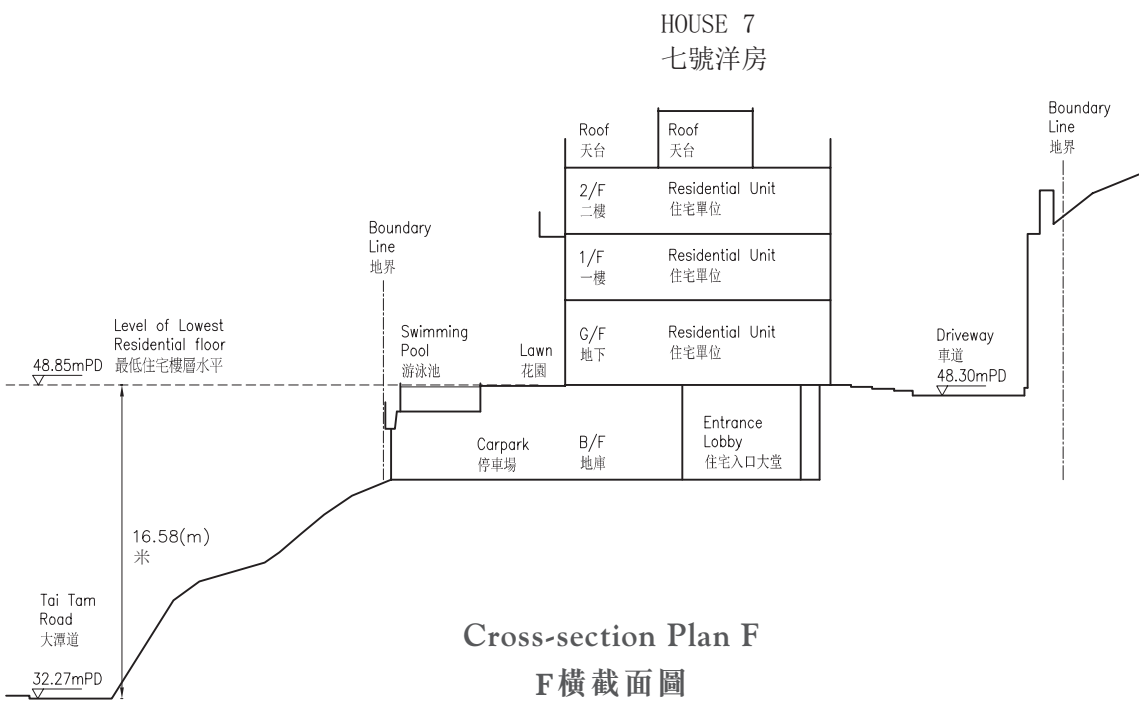 HOUSE 7
七號洋房
Boundary
Line
地界
Roof
天台
Roof
天台
2/F
二樓
Residential Unit
住宅單位
Boundary
Line
地界
1/F
一樓
Residential Unit
住宅單位
Level of Lowest
Residential floor
最低住宅樓層水平
48.85mPD
Swimming
Pool
游泳池
Lawn
花園
G/F
地下
Residential Unit
住宅單位
Driveway
車道
48.30mPD
Carpark
停車場
B/F
地庫
Entrance
Lobby
住宅入口大堂
16.58(m)
米
Tai Tam
Road
大潭道
32.27mPD
Cross-section Plan F
F橫截面圖